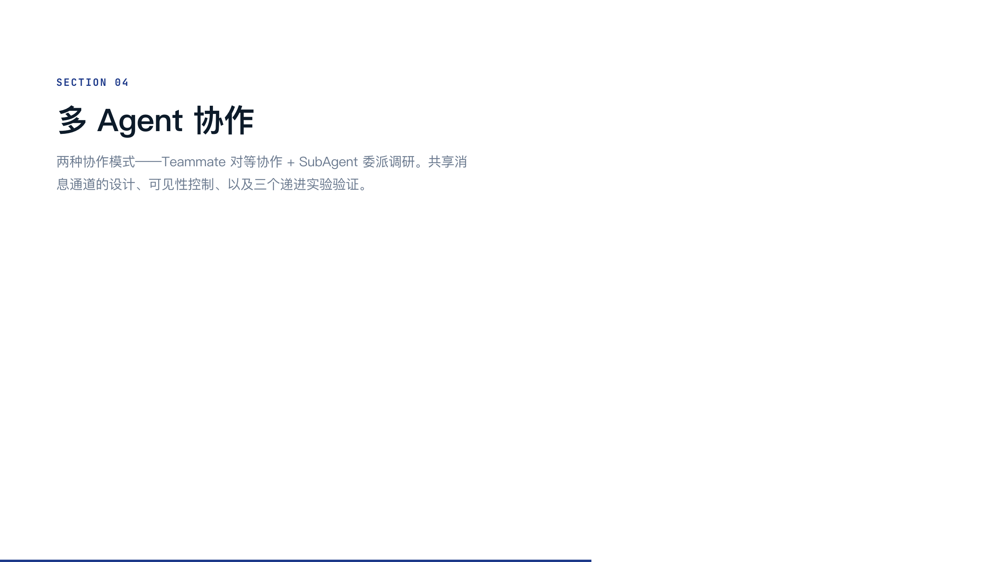 SECTION 04
多 Agent 协作
两种协作模式——Teammate 对等协作 + SubAgent 委派调研。共享消
息通道的设计、可见性控制、以及三个递进实验验证。